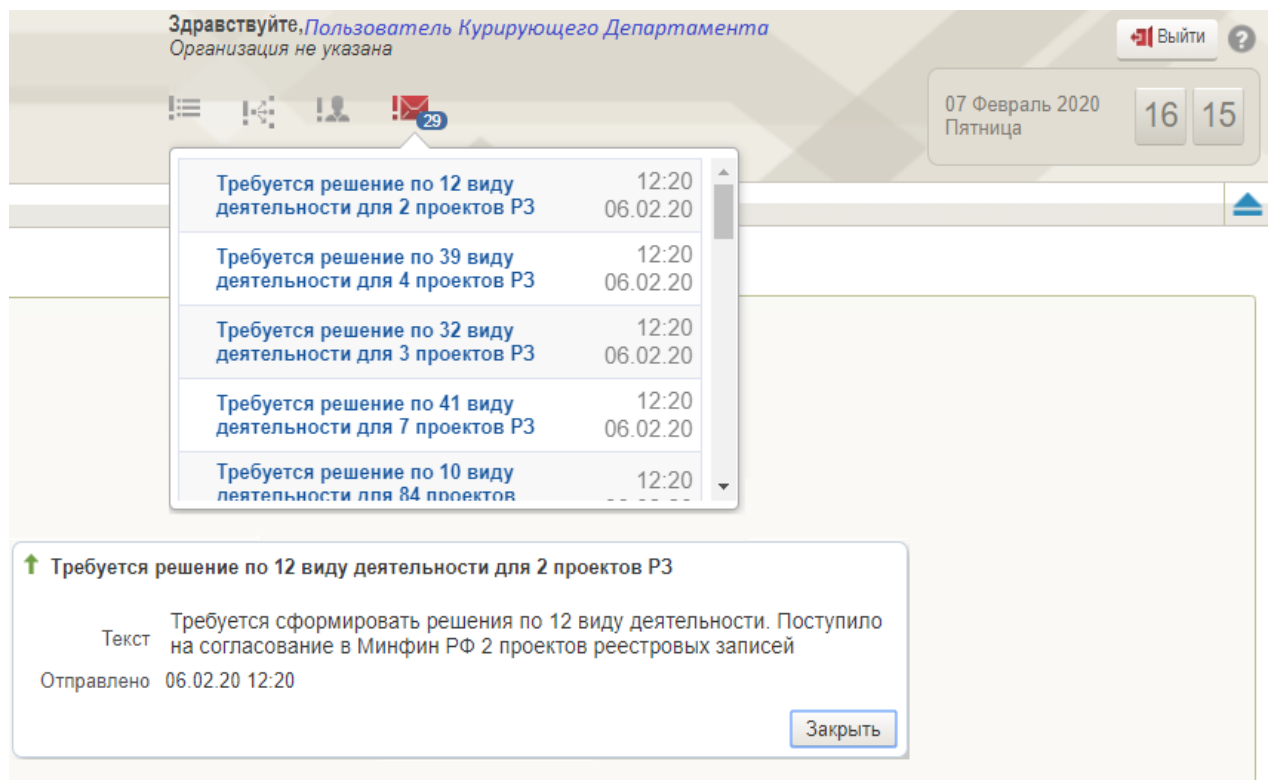 Здравствуйте, Пользователь Курирующего Департамента
Организация не указана
Выйти
?
29
07 Февраль 2020
Пятница
16 15
Требуется решение по 12 виду
деятельности для 2 проектов РЗ
12:20
06.02.20
Требуется решение по 39 виду
деятельности для 4 проектов РЗ
12:20
06.02.20
Требуется решение по 32 виду
деятельности для 3 проектов РЗ
12:20
06.02.20
Требуется решение по 41 виду
деятельности для 7 проектов РЗ
12:20
06.02.20
Требуется решение по 10 виду
деятельности для 84 проектов
12:20
Требуется решение по 12 виду деятельности для 2 проектов РЗ
Текст
Требуется сформировать решения по 12 виду деятельности. Поступило
на согласование в Минфин РФ 2 проектов реестровых записей
Отправлено 06.02.20 12:20
Закрыть